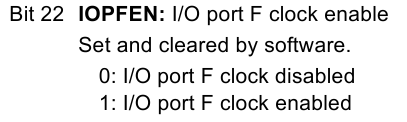 Bit 22 IOPFEN: I/O port F clock enable
Set and cleared by software.
0: I/O port F clock disabled
1: I/O port F clock enabled